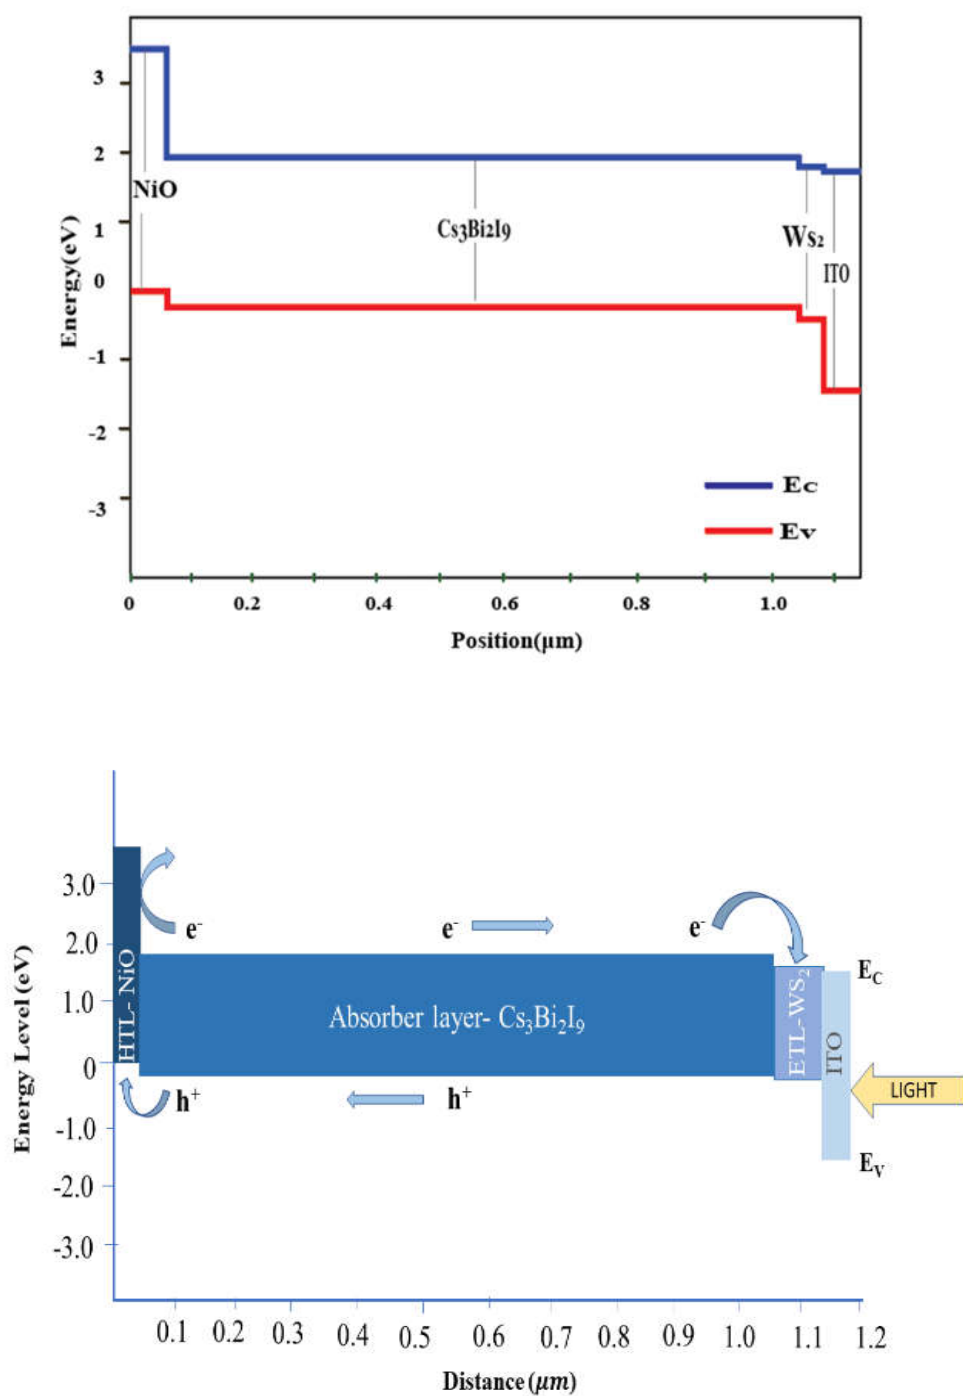 3
2
NiO
1
Cs3Bi2I9
Ws2
Energy(eV)
0
ITO
-1
-2
Ec
-3
Ev
0 0.2 0.4 0.6 0.8 1.0
Position(μm)
3.0
e- e- e-
2.0
EC
HTL- NiO
1.0
Absorber layer- Cs3Bi2I9
ETL-WS2
ITO
Energy Level (eV)
0
LIGHT
h+ h+
-1.0
EV
-2.0
-3.0
0.1 0.2 0.3 0.4 0.5 0.6 0.7 0.8 0.9 1.0 1.1 1.2
Distance (μm)